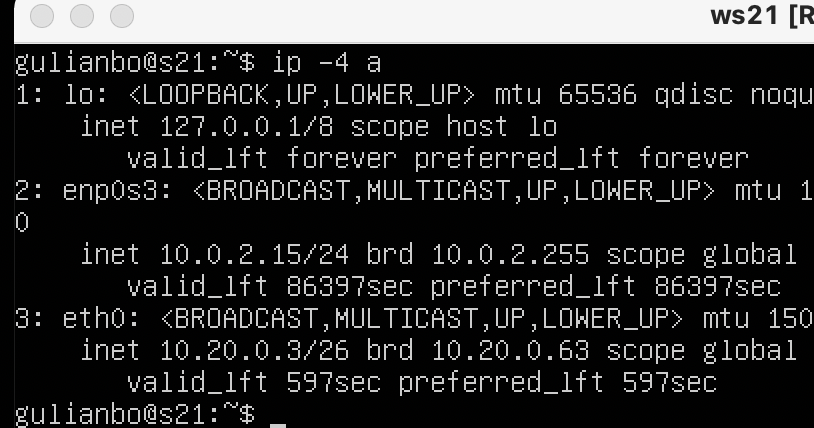 ws21 [R
gulianbo@s21:~$ ip -4 a
1: lo: <LOOPBACK,UP,LOWER_UP> mtu 65536 qdisc noqu
inet 127.0.0.1/8 scope host lo
valid_lft forever preferred_lft forever
2: enp0s3: <BROADCAST,MULTICAST,UP,LOWER_UP> mtu 1
0
inet 10.0.2.15/24 brd 10.0.2.255 scope global
valid_lft 86397sec preferred_lft 86397sec
3: eth0: <BROADCAST,MULTICAST,UP,LOWER_UP> mtu 150
inet 10.20.0.3/26 brd 10.20.0.63 scope global
valid_lft 597sec preferred_lft 597sec
gulianbo@s21:~$